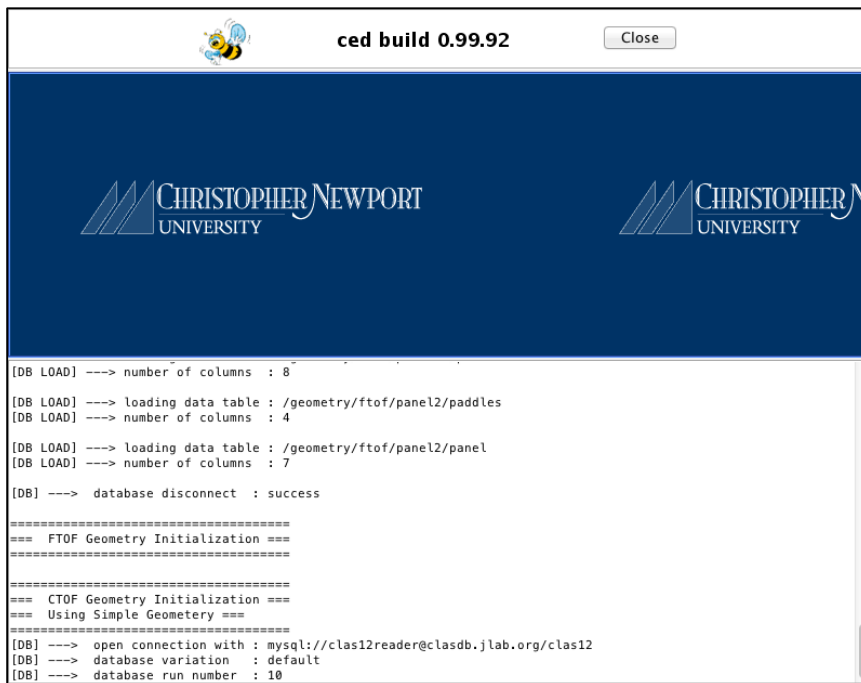 ced build 0.99.92
Close
CHRISTOPHER NEWPORT
UNIVERSITY
CHRISTOPHER N
UNIVERSITY
[DB LOAD] ---> number of columns  : 8
[DB LOAD] ---> loading data table : /geometry/ftof/panel2/paddles
[DB LOAD] ---> number of columns  : 4
[DB LOAD] ---> loading data table : /geometry/ftof/panel2/panel
[DB LOAD] ---> number of columns  : 7
[DB] --->  database disconnect  : success
=====================================
===  FTOF Geometry Initialization ===
=====================================
=====================================
===  CTOF Geometry Initialization ===
===  Using Simple Geometery ===
=====================================
[DB] --->  open connection with : mysql://clas12reader@clasdb.jlab.org/clas12
[DB] --->  database variation   : default
[DB] --->  database run number  : 10